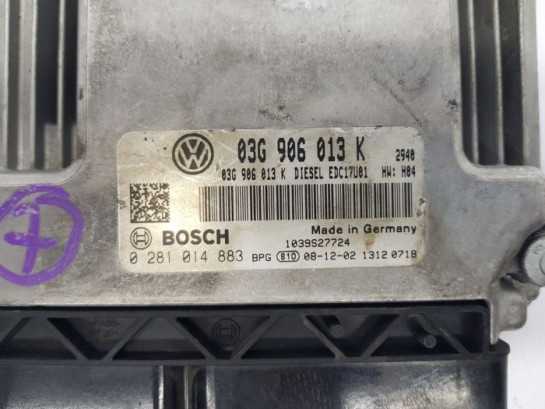 03G 906 013 K 2940
03G 906 013 K DIESEL EDC17U01 HW: H04
Made in Germany
BOSCH 1039S27724
0 281 014 883 BPG 810 08-12-02 1312 0718